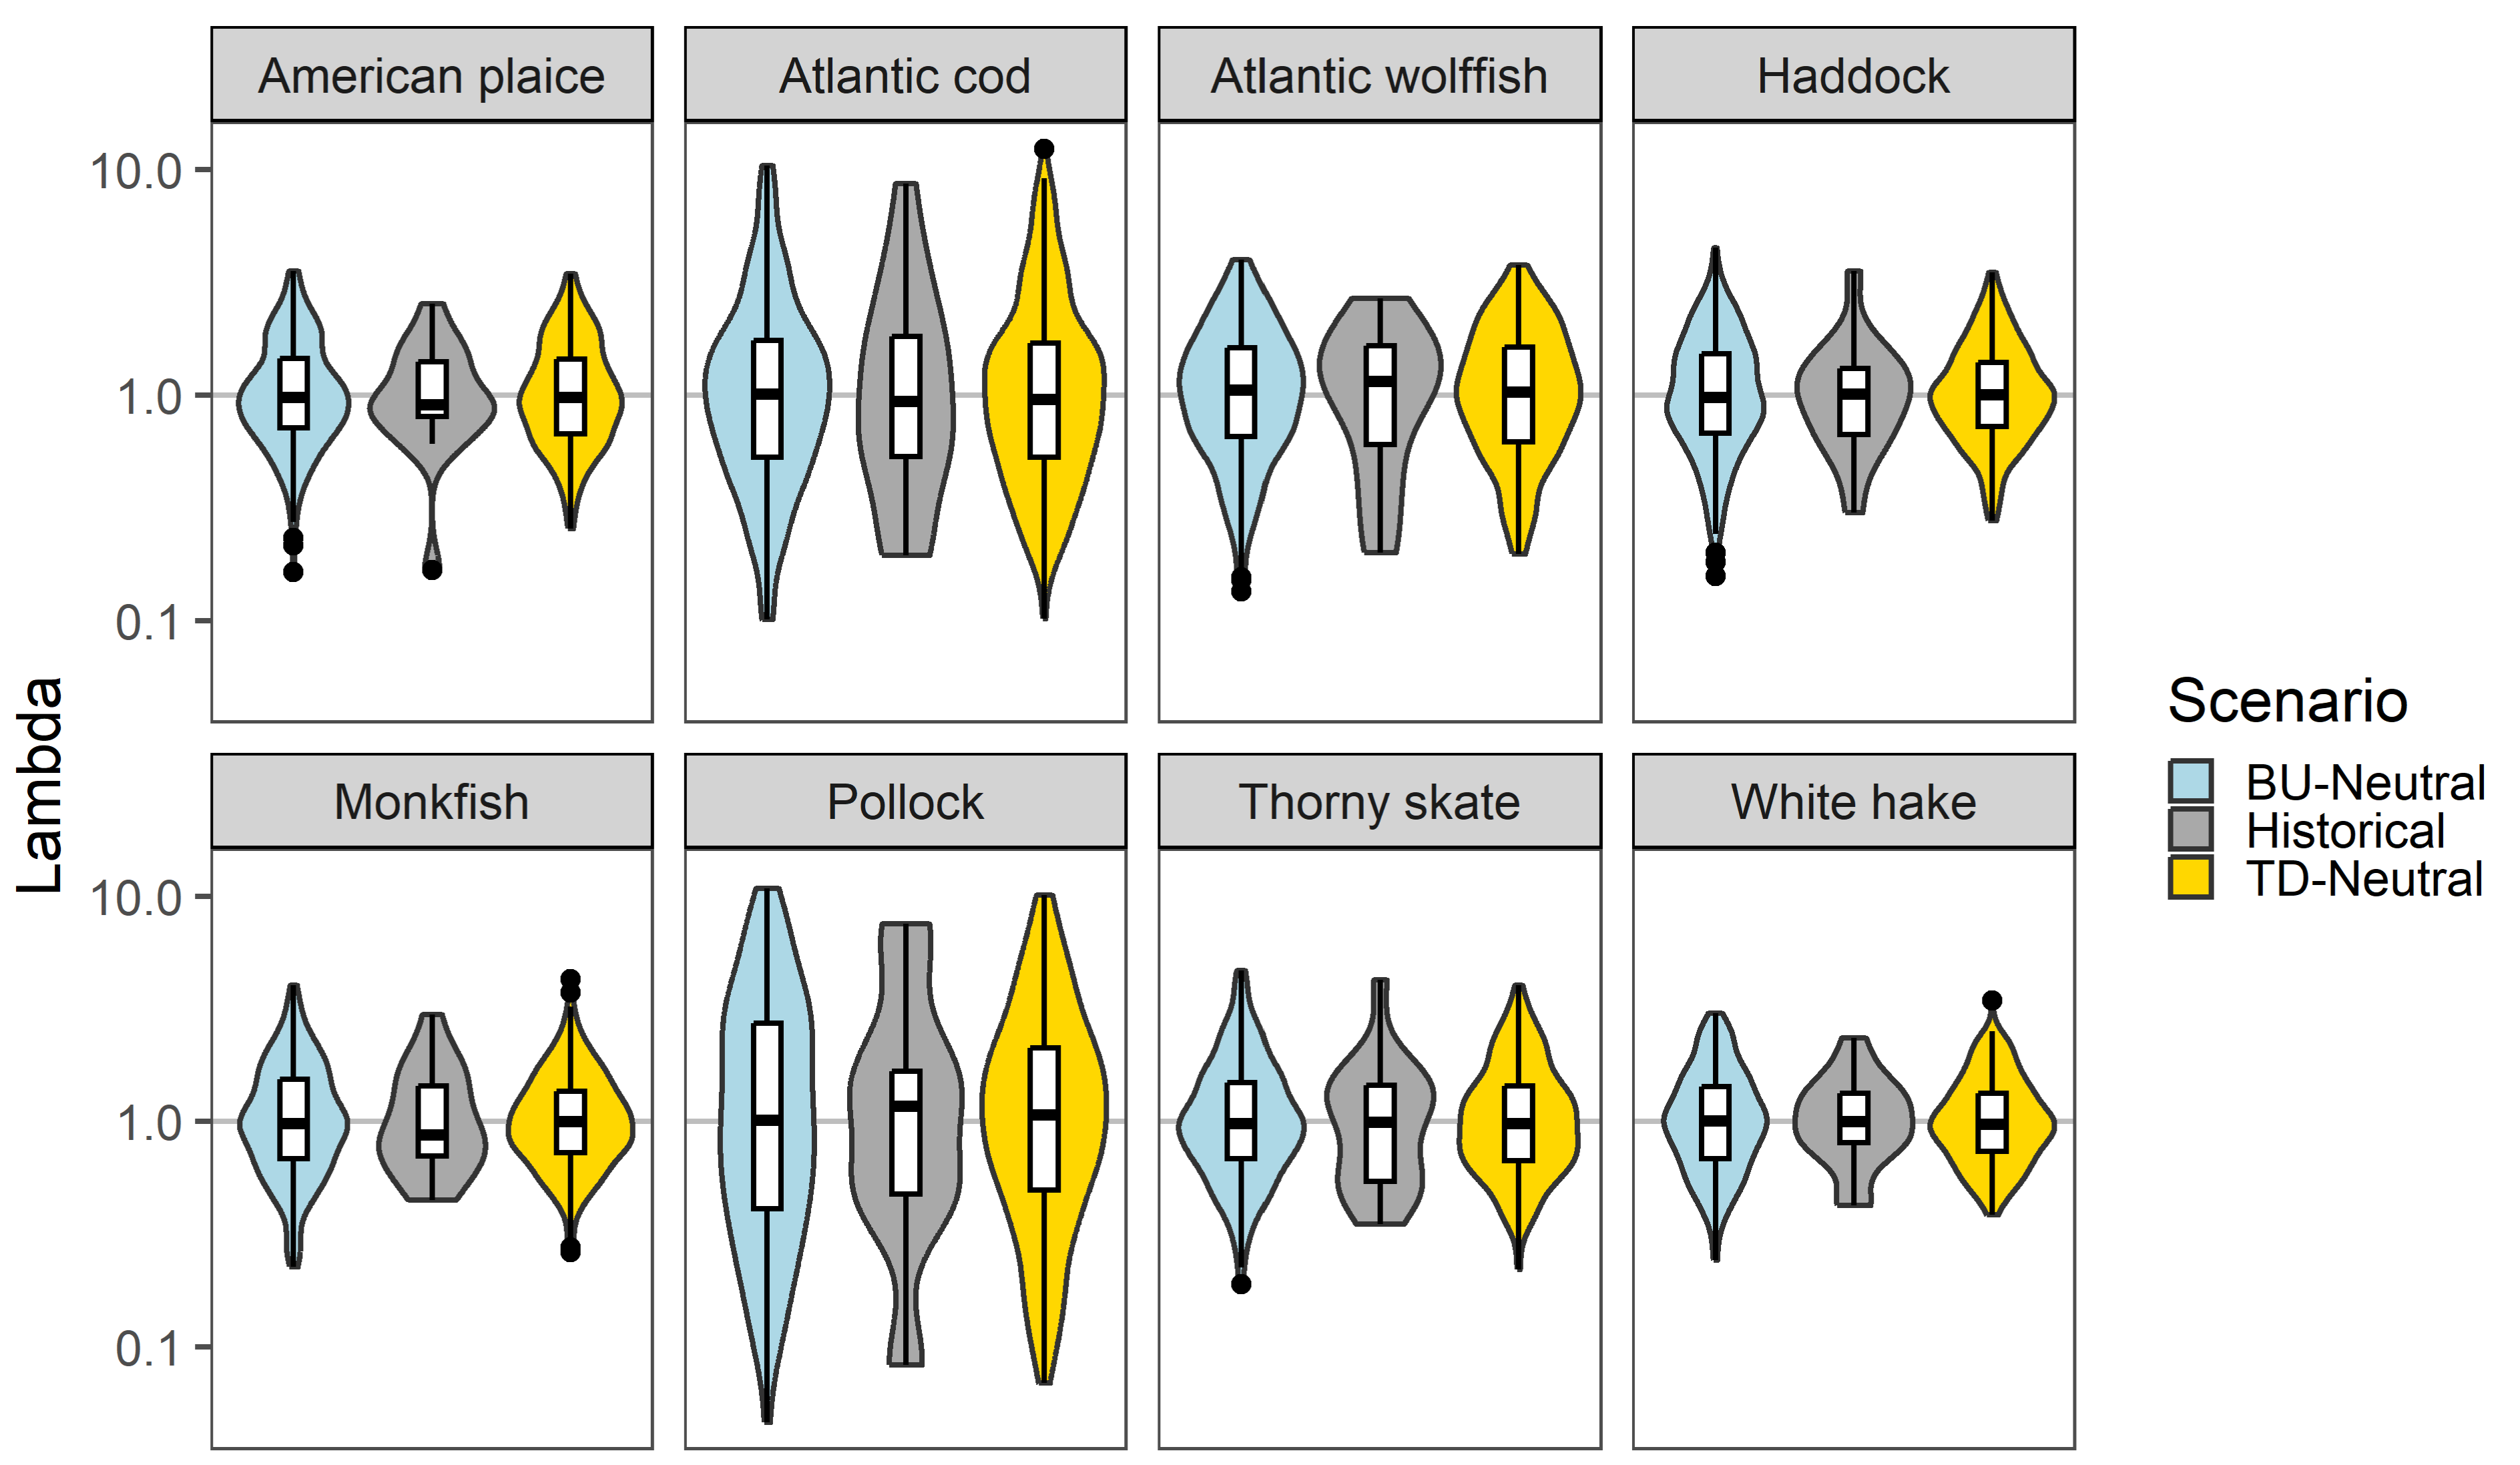 American plaice
Atlantic cod
Atlantic wolffish
Haddock
10.0
1.0
0.1
Lambda
Monkfish
Pollock
Thorny skate
White hake
10.0
1.0
0.1
Scenario
BU-Neutral
Historical
TD-Neutral